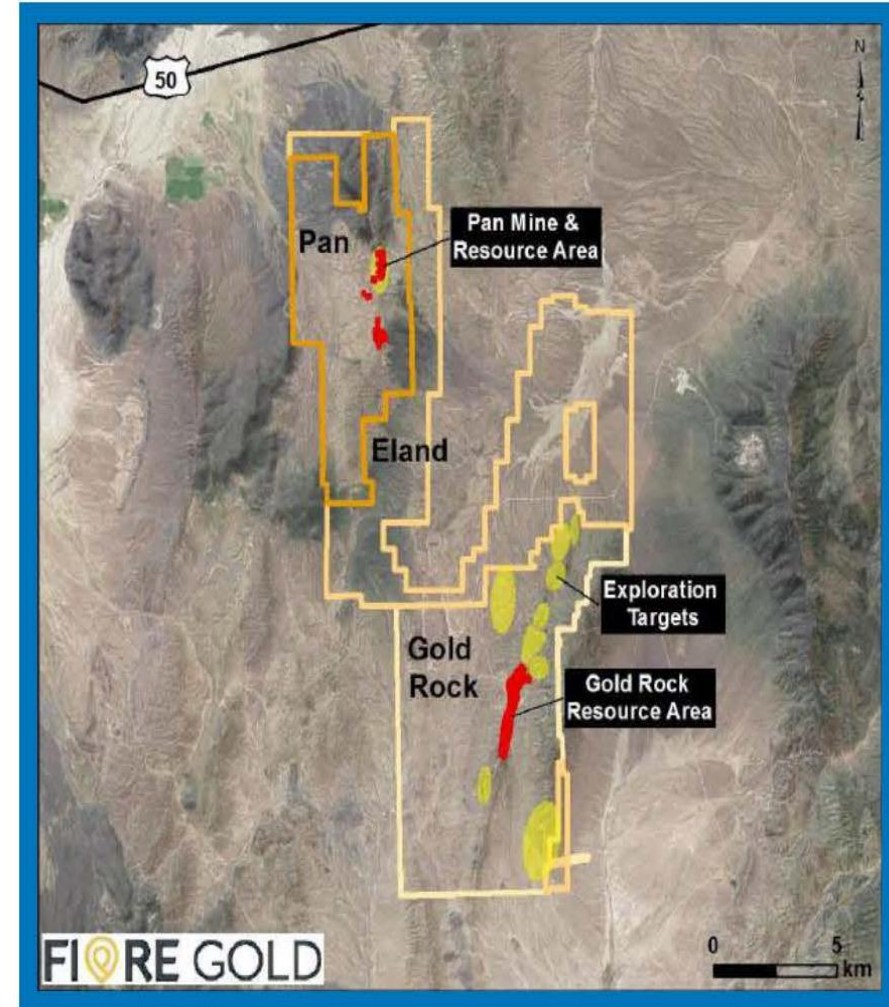 50
N
Pan
Pan Mine &
Resource Area
Eland
Exploration
Targets
Gold
Rock
Gold Rock
Resource Area
0 5
km
FIORE GOLD